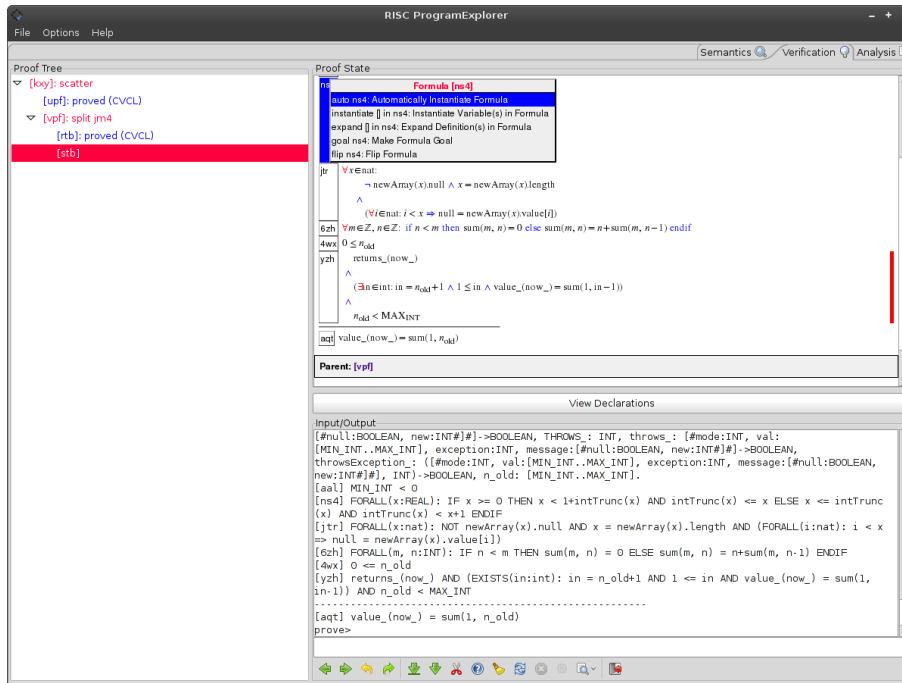 RISC ProgramExplorer
File Options Help
Semantics Verification Analysis
Proof Tree
[kxy]: scatter
[upf]: proved (CVCL)
[vpf]: split jm4
[rtb]: proved (CVCL)
[stb]
Proof State
ns
Formula [ns4]
auto ns4: Automatically Instantiate Formula
instantiate [] in ns4: Instantiate Variable(s) in Formula
expand [] in ns4: Expand Definition(s) in Formula
goal ns4: Make Formula Goal
flip ns4: Flip Formula
jtr ∀x∈nat:
¬ newArray(x).null ∧ x = newArray(x).length
∧
(∀i∈nat: i < x ⇒ null = newArray(x).value[i])
6zh ∀m∈ℤ, n∈ℤ: if n < m then sum(m, n) = 0 else sum(m, n) = n+sum(m, n−1) endif
4wx 0 ≤ n_old
yzh returns_(now_)
∧
(∃in∈int: in = n_old+1 ∧ 1 ≤ in ∧ value_(now_) = sum(1, in−1))
∧
n_old < MAX_INT
aqt value_(now_) = sum(1, n_old)
Parent: [vpf]
View Declarations
Input/Output
[#null:BOOLEAN, new:INT#]#]->BOOLEAN, THROWS_: INT, throws_: [#mode:INT, val:
[MIN_INT..MAX_INT], exception:INT, message:[#null:BOOLEAN, new:INT#]#]->BOOLEAN,
throwsException_: ([#mode:INT, val:[MIN_INT..MAX_INT], exception:INT, message:[#null:BOOLEAN,
new:INT#]#], INT)->BOOLEAN, n_old: [MIN_INT..MAX_INT].
[aal] MIN_INT < 0
[ns4] FORALL(x:REAL): IF x >= 0 THEN x < 1+intTrunc(x) AND intTrunc(x) <= x ELSE x <= intTrunc
(x) AND intTrunc(x) < x+1 ENDIF
[jtr] FORALL(x:nat): NOT newArray(x).null AND x = newArray(x).length AND (FORALL(i:nat): i < x
=> null = newArray(x).value[i])
[6zh] FORALL(m, n:INT): IF n < m THEN sum(m, n) = 0 ELSE sum(m, n) = n+sum(m, n-1) ENDIF
[4wx] 0 <= n_old
[yzh] returns_(now_) AND (EXISTS(in:int): in = n_old+1 AND 1 <= in AND value_(now_) = sum(1,
in-1)) AND n_old < MAX_INT
-------------------------------------------------------
[aqt] value_(now_) = sum(1, n_old)
prove>